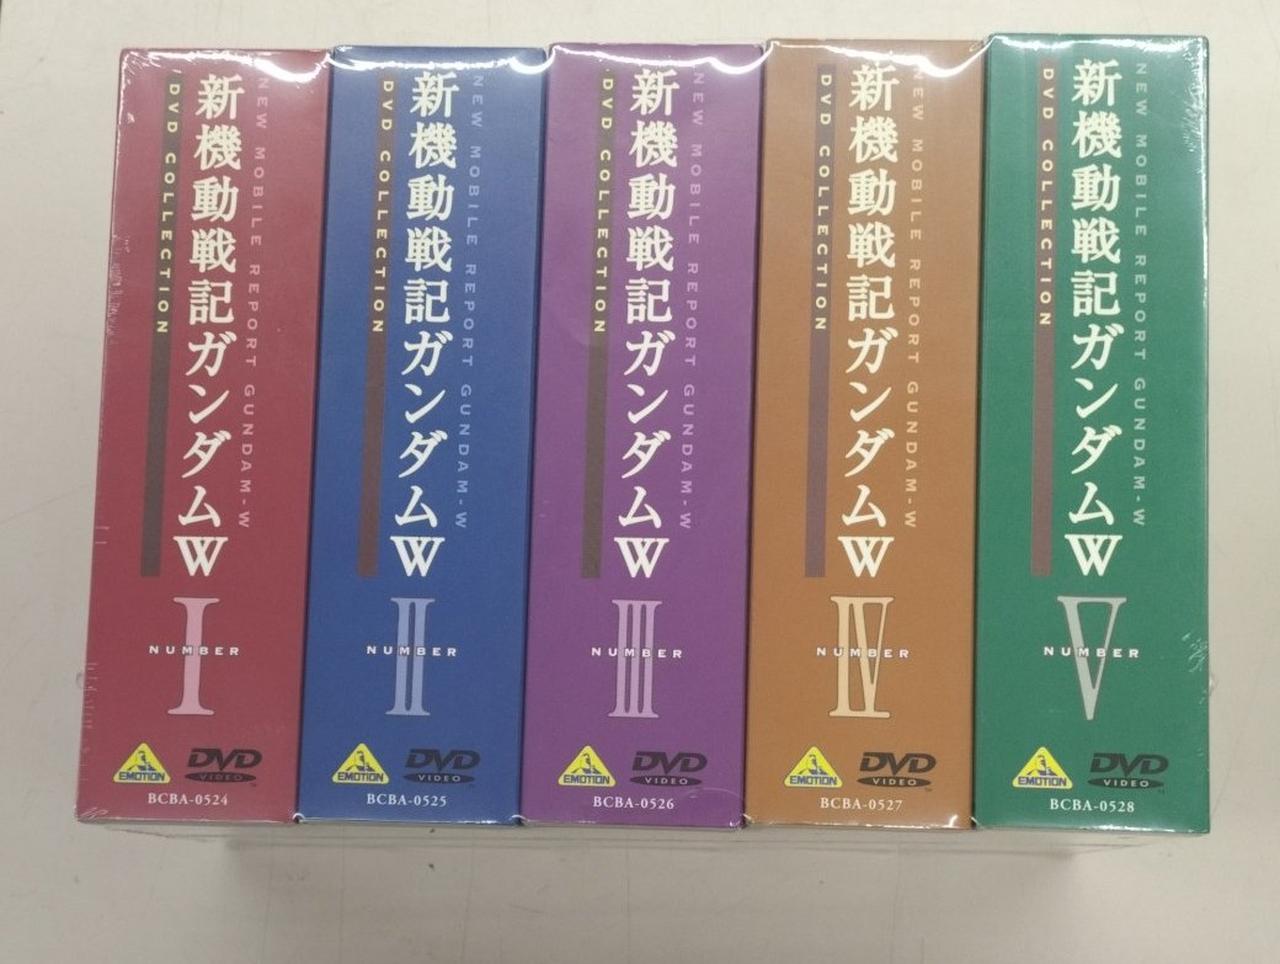 NEW MOBILE REPORT GUNDAM-W
新機動戦記ガンダムW
DVD COLLECTION
I
NUMBER
EMOTION
DVD
VIDEO
BCBA-0524
NEW MOBILE REPORT GUNDAM-W
新機動戦記ガンダムW
DVD COLLECTION
II
NUMBER
EMOTION
DVD
VIDEO
BCBA-0525
NEW MOBILE REPORT GUNDAM-W
新機動戦記ガンダムW
DVD COLLECTION
III
NUMBER
EMOTION
DVD
VIDEO
BCBA-0526
NEW MOBILE REPORT GUNDAM-W
新機動戦記ガンダムW
DVD COLLECTION
IV
NUMBER
EMOTION
DVD
VIDEO
BCBA-0527
NEW MOBILE REPORT GUNDAM-W
新機動戦記ガンダムW
DVD COLLECTION
V
NUMBER
EMOTION
DVD
VIDEO
BCBA-0528